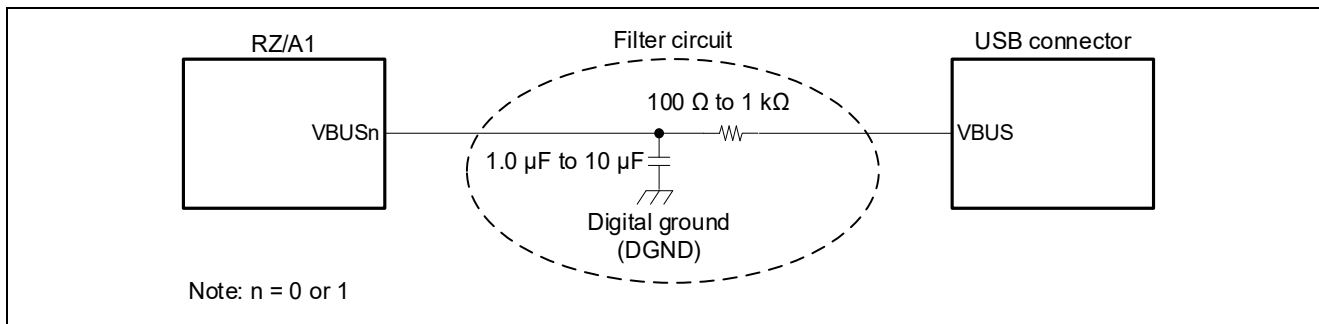 RZ/A1
Filter circuit
USB connector
100 Ω to 1 kΩ
VBUSn
VBUS
1.0 µF to 10 µF
Digital ground
(DGND)
Note: n = 0 or 1